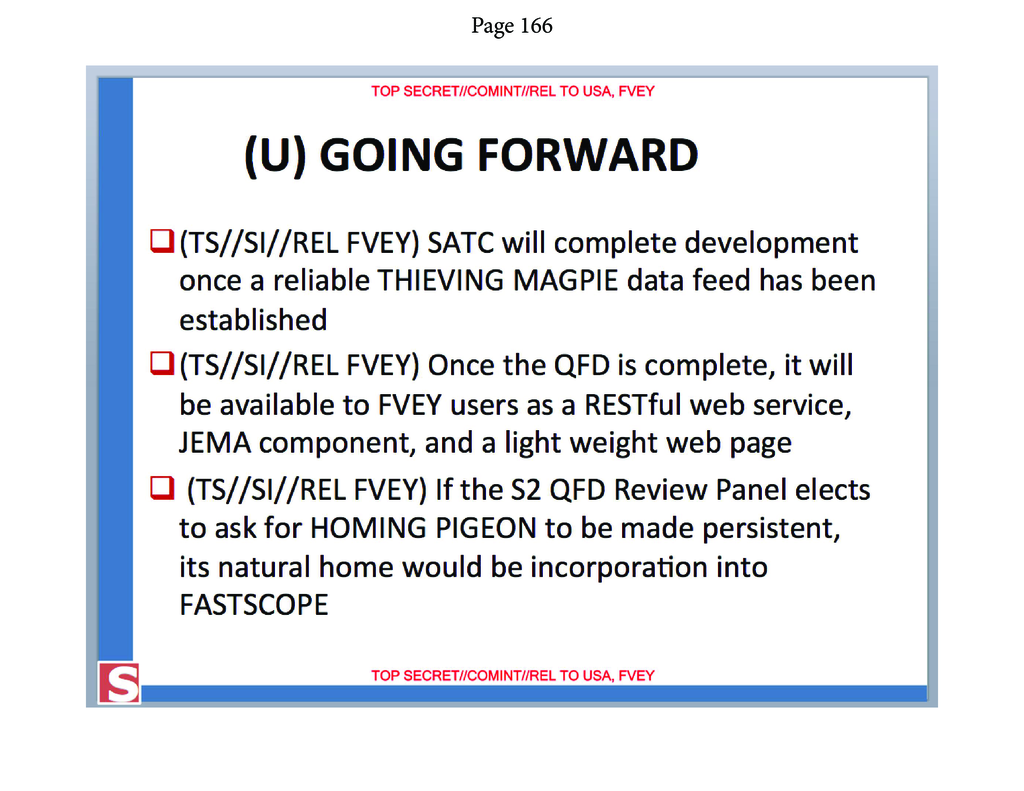 Page 166
TOP SECRET//COMINT//REL TO USA, FVEY
(U) GOING FORWARD
(TS//SI//REL FVEY) SATC will complete development
once a reliable THIEVING MAGPIE data feed has been
established
(TS//SI//REL FVEY) Once the QFD is complete, it will
be available to FVEY users as a RESTful web service,
JEMA component, and a light weight web page
(TS//SI//REL FVEY) If the S2 QFD Review Panel elects
to ask for HOMING PIGEON to be made persistent,
its natural home would be incorporation into
FASTSCOPE
TOP SECRET//COMINT//REL TO USA, FVEY
S